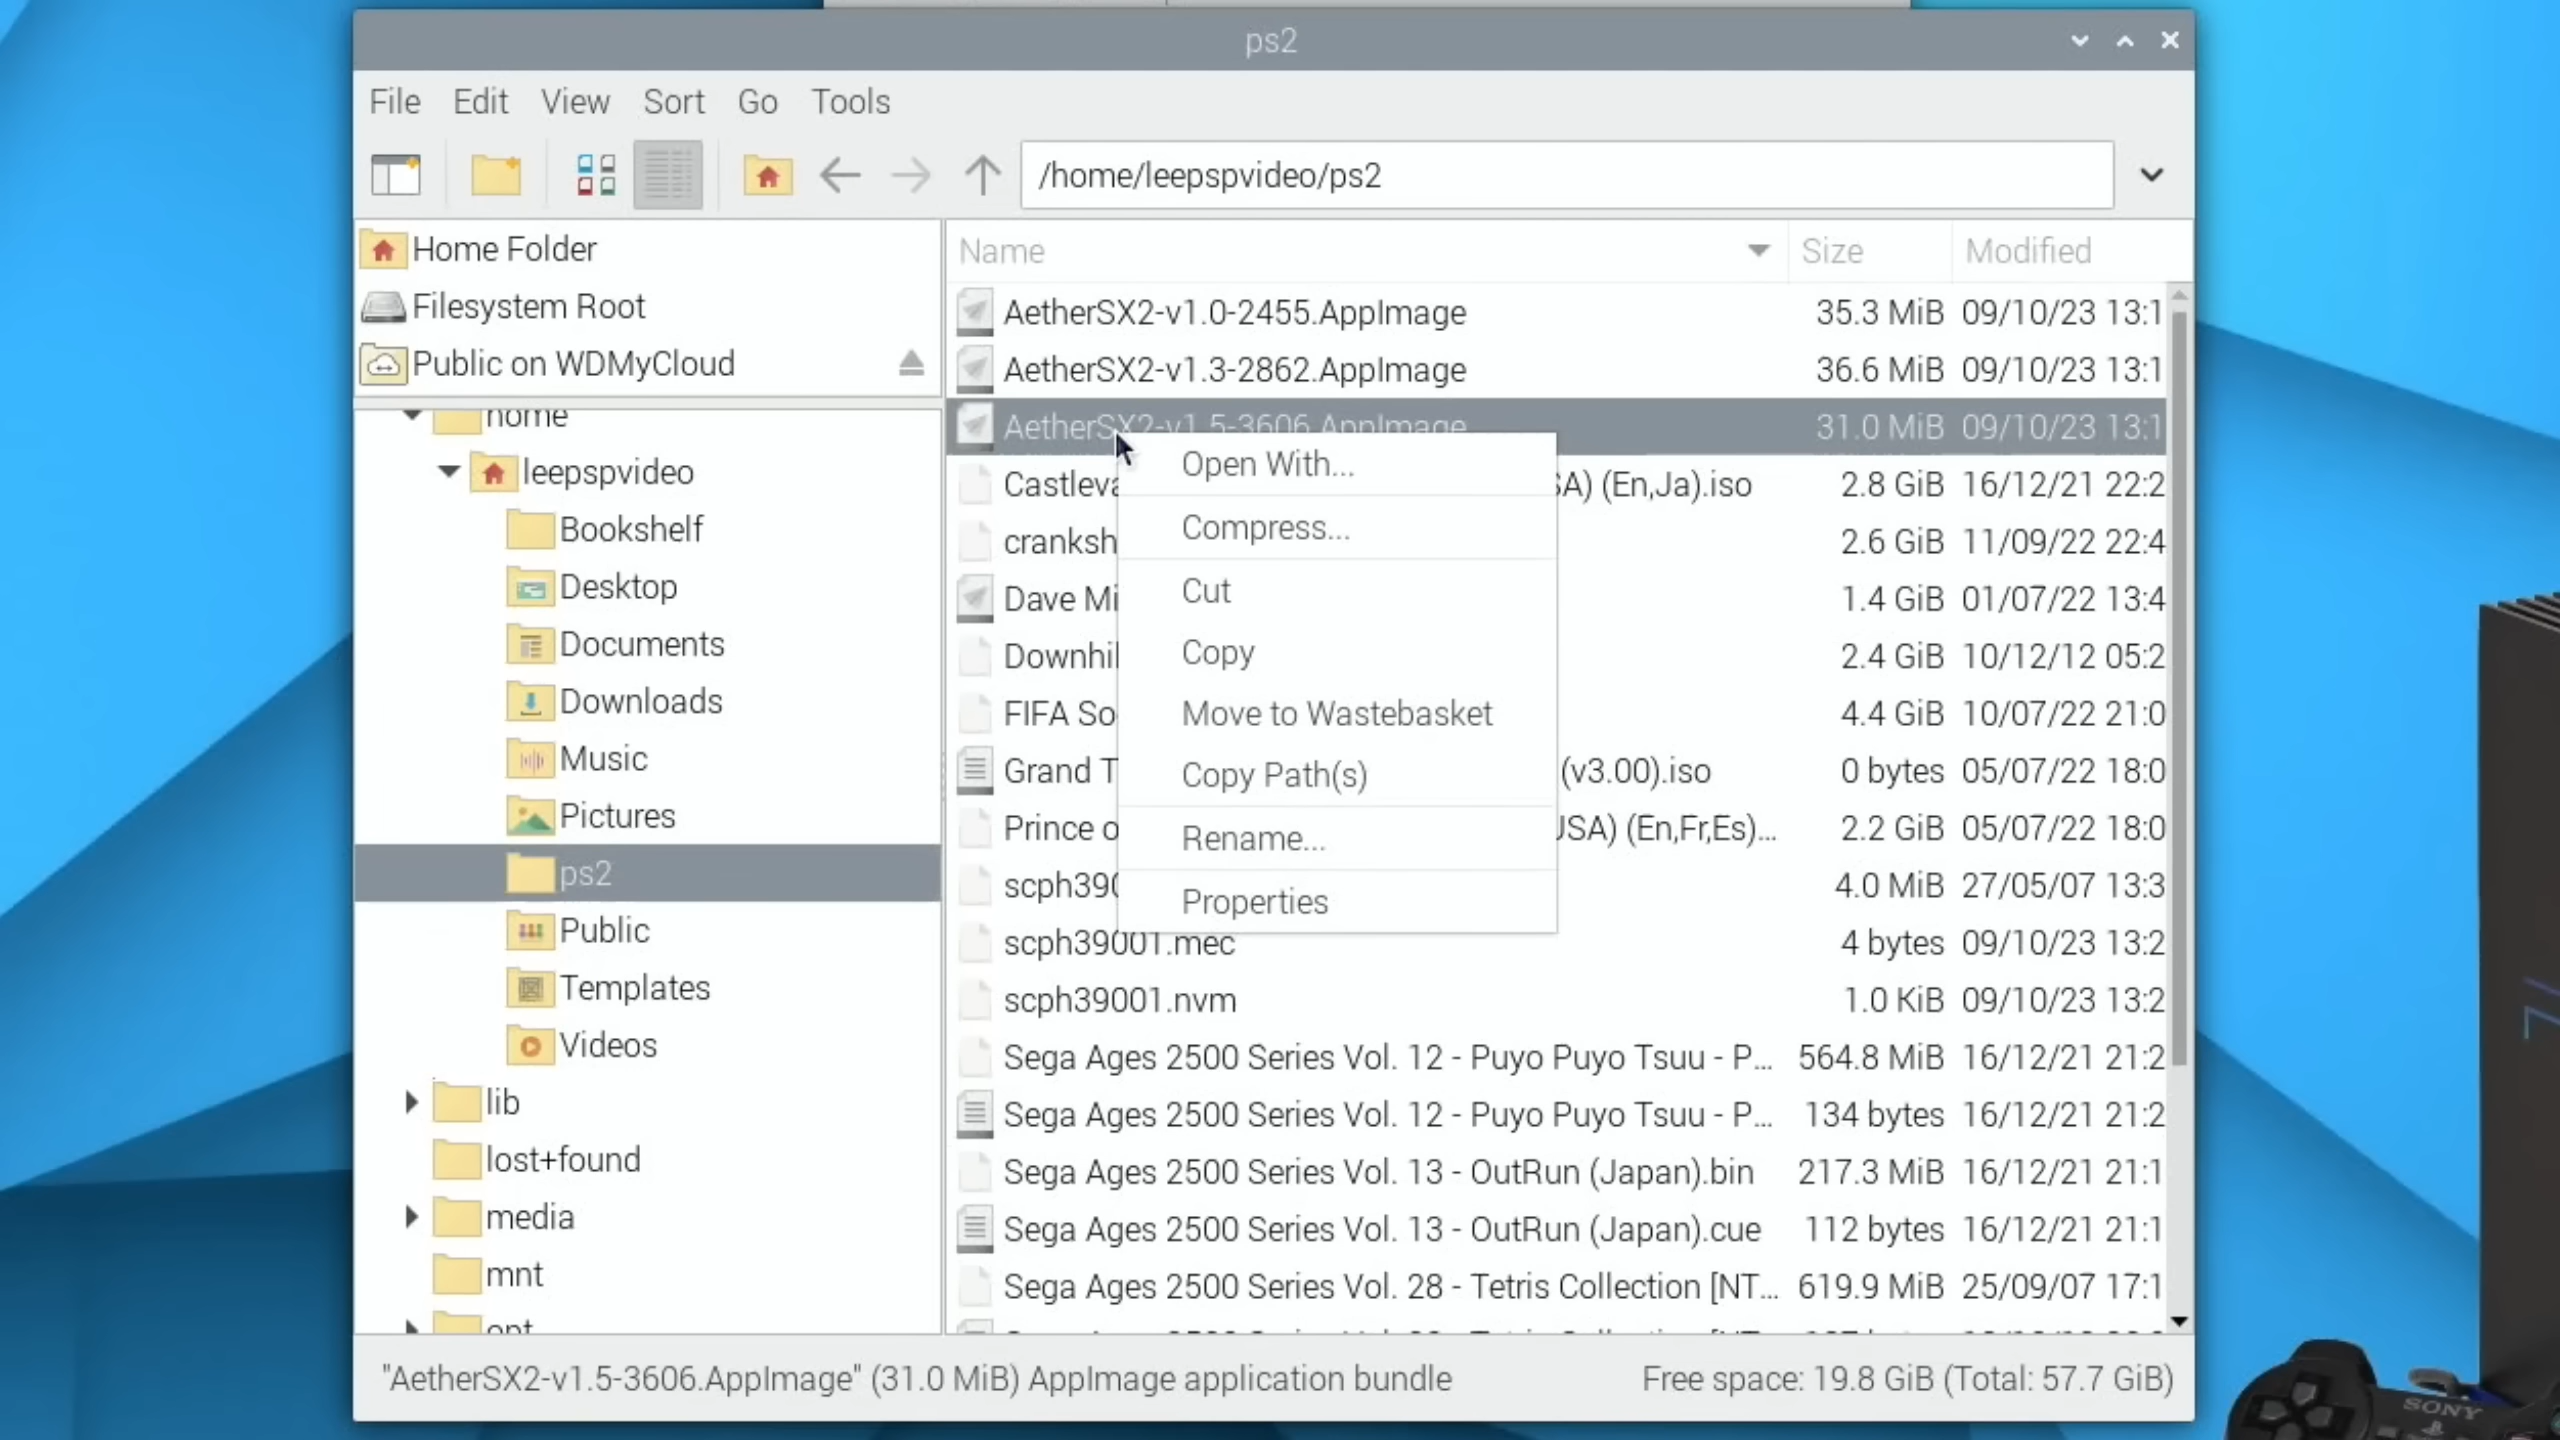 ps2
File Edit View Sort Go Tools
/home/leepspvideo/ps2
Home Folder
Filesystem Root
Public on WDMyCloud
home
leepspvideo
Bookshelf
Desktop
Documents
Downloads
Music
Pictures
ps2
Public
Templates
Videos
lib
lost+found
media
mnt
opt
Name Size Modified
AetherSX2-v1.0-2455.AppImage 35.3 MiB 09/10/23 13:1
AetherSX2-v1.3-2862.AppImage 36.6 MiB 09/10/23 13:1
AetherSX2-v1.5-3606.AppImage 31.0 MiB 09/10/23 13:1
Castleva SA) (En,Ja).iso 2.8 GiB 16/12/21 22:2
cranksh 2.6 GiB 11/09/22 22:4
Dave Mi 1.4 GiB 01/07/22 13:4
Downhil 2.4 GiB 10/12/12 05:2
FIFA So 4.4 GiB 10/07/22 21:0
Grand T (v3.00).iso 0 bytes 05/07/22 18:0
Prince o USA) (En,Fr,Es)... 2.2 GiB 05/07/22 18:0
scph390 4.0 MiB 27/05/07 13:3
scph39001.mec 4 bytes 09/10/23 13:2
scph39001.nvm 1.0 KiB 09/10/23 13:2
Sega Ages 2500 Series Vol. 12 - Puyo Puyo Tsuu - P... 564.8 MiB 16/12/21 21:2
Sega Ages 2500 Series Vol. 12 - Puyo Puyo Tsuu - P... 134 bytes 16/12/21 21:2
Sega Ages 2500 Series Vol. 13 - OutRun (Japan).bin 217.3 MiB 16/12/21 21:1
Sega Ages 2500 Series Vol. 13 - OutRun (Japan).cue 112 bytes 16/12/21 21:1
Sega Ages 2500 Series Vol. 28 - Tetris Collection [NT... 619.9 MiB 25/09/07 17:1
Open With...
Compress...
Cut
Copy
Move to Wastebasket
Copy Path(s)
Rename...
Properties
"AetherSX2-v1.5-3606.AppImage" (31.0 MiB) AppImage application bundle
Free space: 19.8 GiB (Total: 57.7 GiB)
SONY